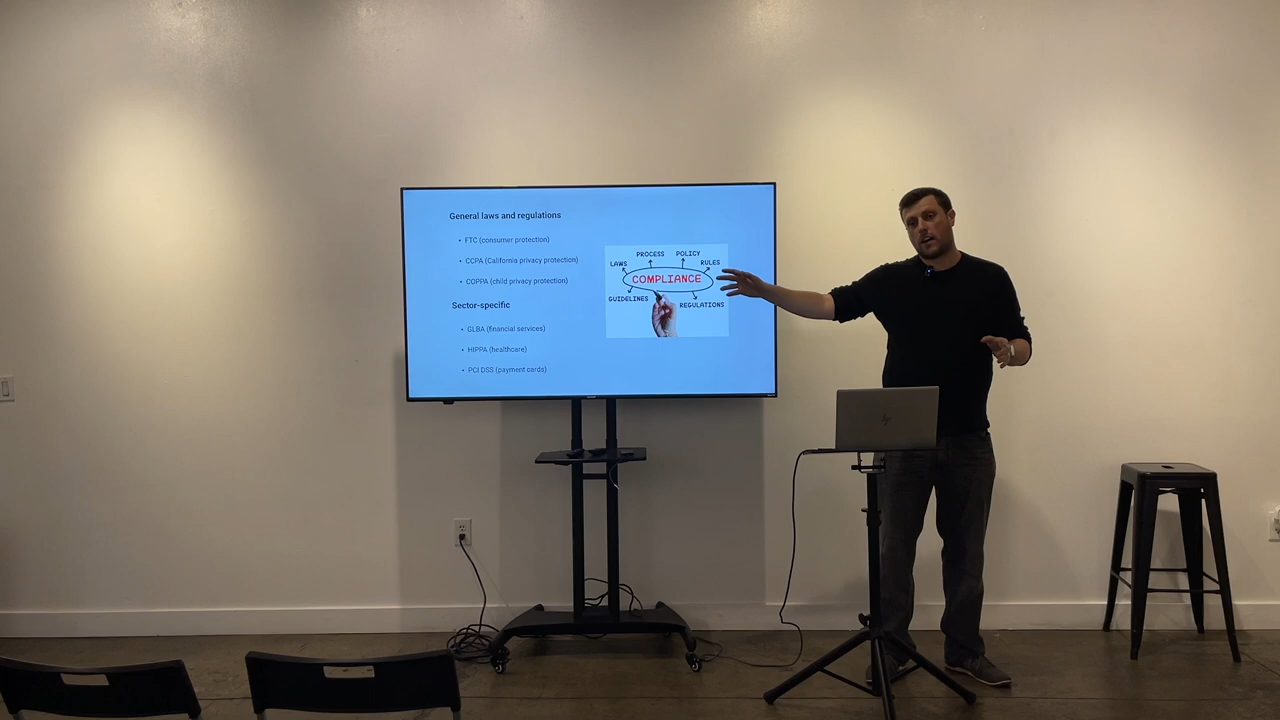 General laws and regulations
• FTC (consumer protection)
• CCPA (California privacy protection)
• COPPA (child privacy protection)
Sector-specific
• GLBA (financial services)
• HIPPA (healthcare)
• PCI DSS (payment cards)
PROCESS POLICY
LAWS RULES
COMPLIANCE
GUIDELINES REGULATIONS
hp